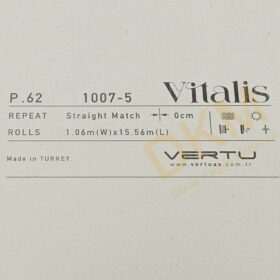 P.62 1007-5 Vitalis
REPEAT Straight Match 0cm
ROLLS 1.06m(W)x15.56m(L)
Made in TURKEY VERTU
www.vertuas.com.tr
DKN